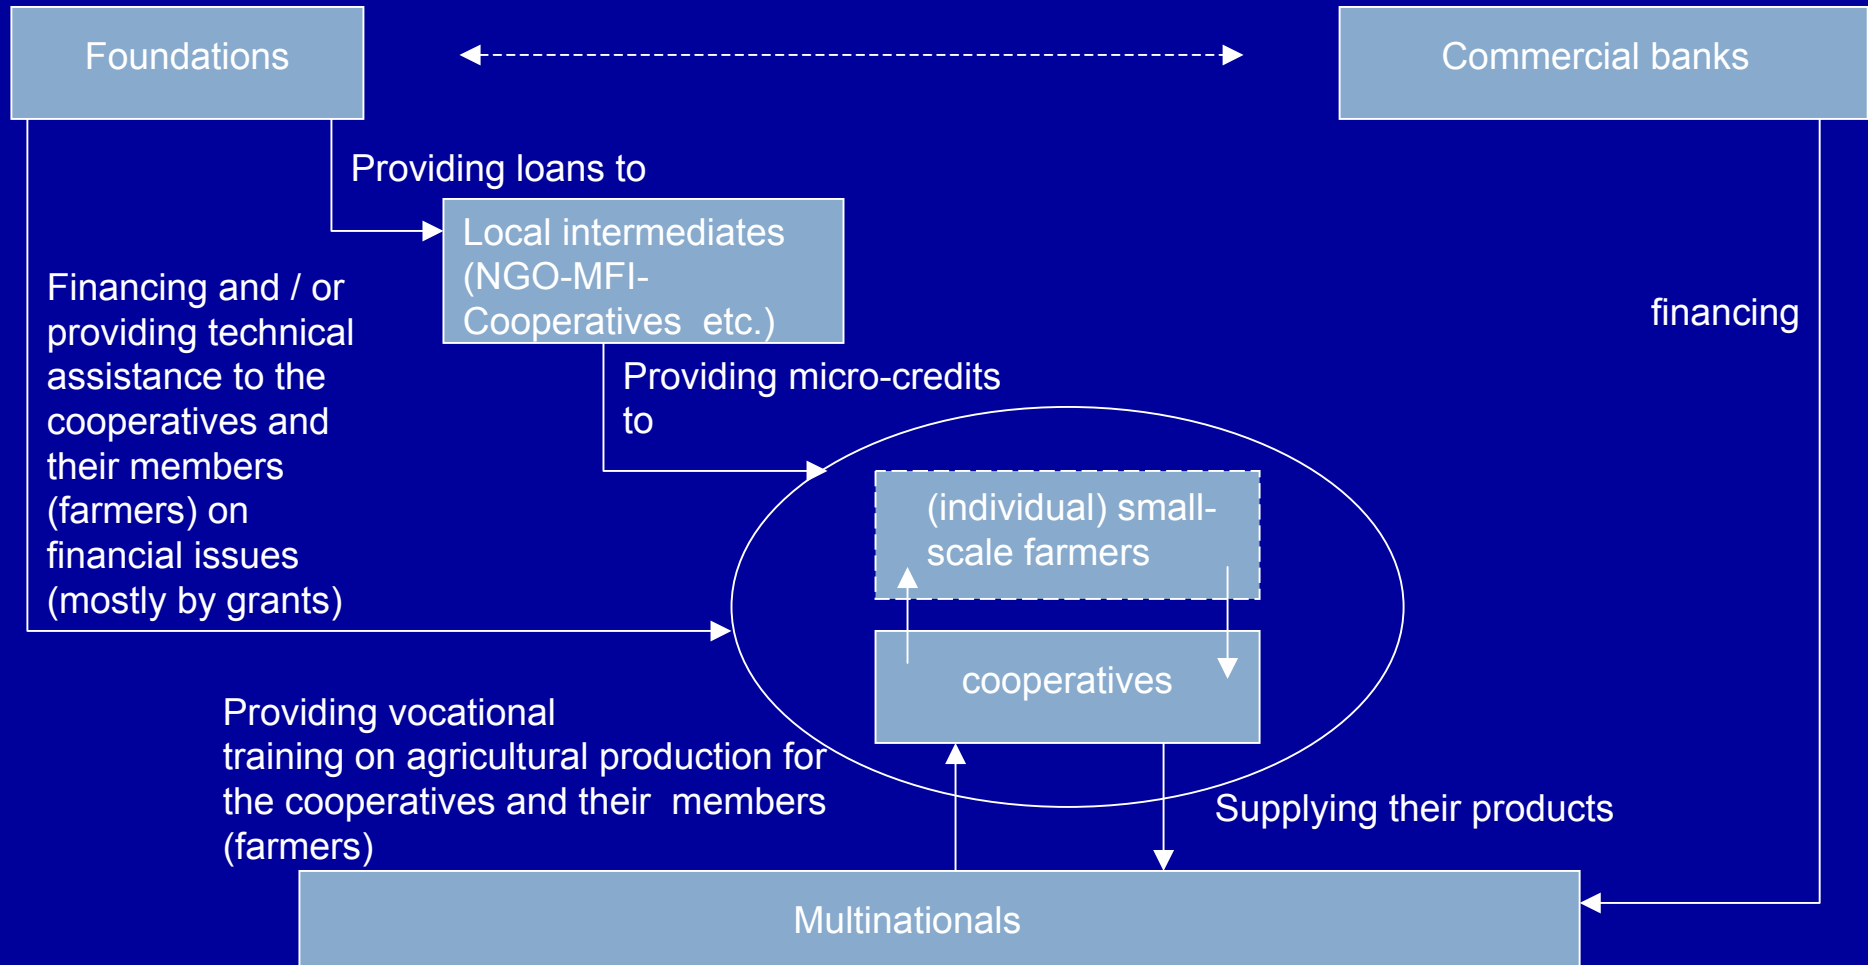 Foundations
Commercial banks
Providing loans to
Local intermediates
(NGO-MFI-
Cooperatives  etc.)
Financing and / or
providing technical
assistance to the
cooperatives and
their members
(farmers) on
financial issues
(mostly by grants)
financing
Providing micro-credits
to
(individual) small-
scale farmers
cooperatives
Providing vocational
training on agricultural production for
the cooperatives and their  members
(farmers)
Supplying their products
Multinationals